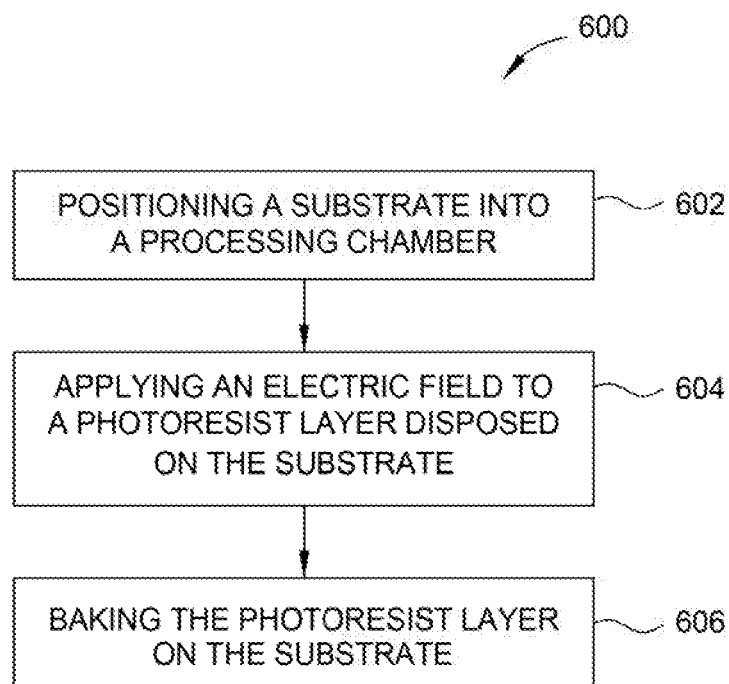 600
POSITIONING A SUBSTRATE INTO
A PROCESSING CHAMBER
602
APPLYING AN ELECTRIC FIELD TO
A PHOTORESIST LAYER DISPOSED
ON THE SUBSTRATE
604
BAKING THE PHOTORESIST LAYER
ON THE SUBSTRATE
606